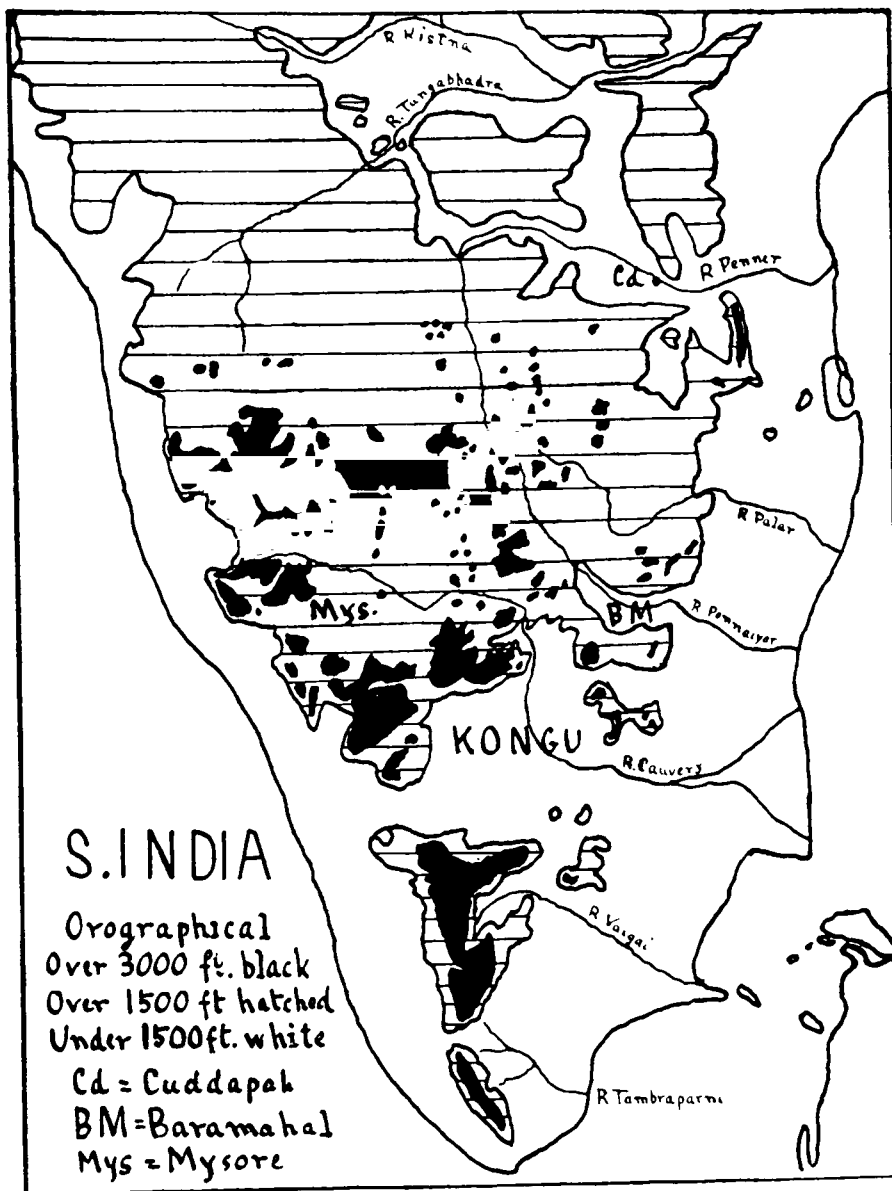 R Kistna
R. Tungabhadra
Cd.
R Penner
R Palar
Mys.
BM
R Ponnaiyar
KONGU
R. Cauvery
S. INDIA
Orographical
Over 3000 ft. black
Over 1500 ft hatched
Under 1500 ft. white
Cd = Cuddapah
BM = Baramahal
Mys = Mysore
R Vaigai
R Tambraparni